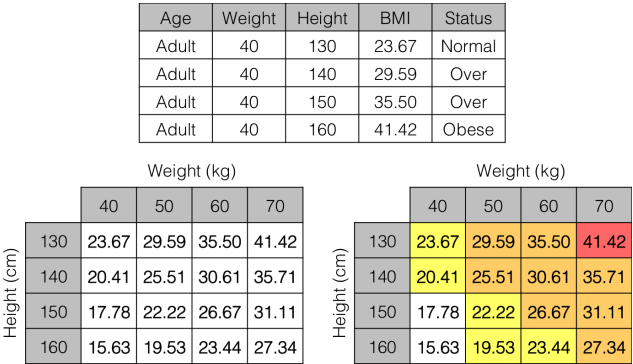 Age Weight Height BMI Status
Adult 40 130 23.67 Normal
Adult 40 140 29.59 Over
Adult 40 150 35.50 Over
Adult 40 160 41.42 Obese
Weight (kg)
40 50 60 70
Height (cm)
130 23.67 29.59 35.50 41.42
140 20.41 25.51 30.61 35.71
150 17.78 22.22 26.67 31.11
160 15.63 19.53 23.44 27.34
Weight (kg)
40 50 60 70
Height (cm)
130 23.67 29.59 35.50 41.42
140 20.41 25.51 30.61 35.71
150 17.78 22.22 26.67 31.11
160 15.63 19.53 23.44 27.34